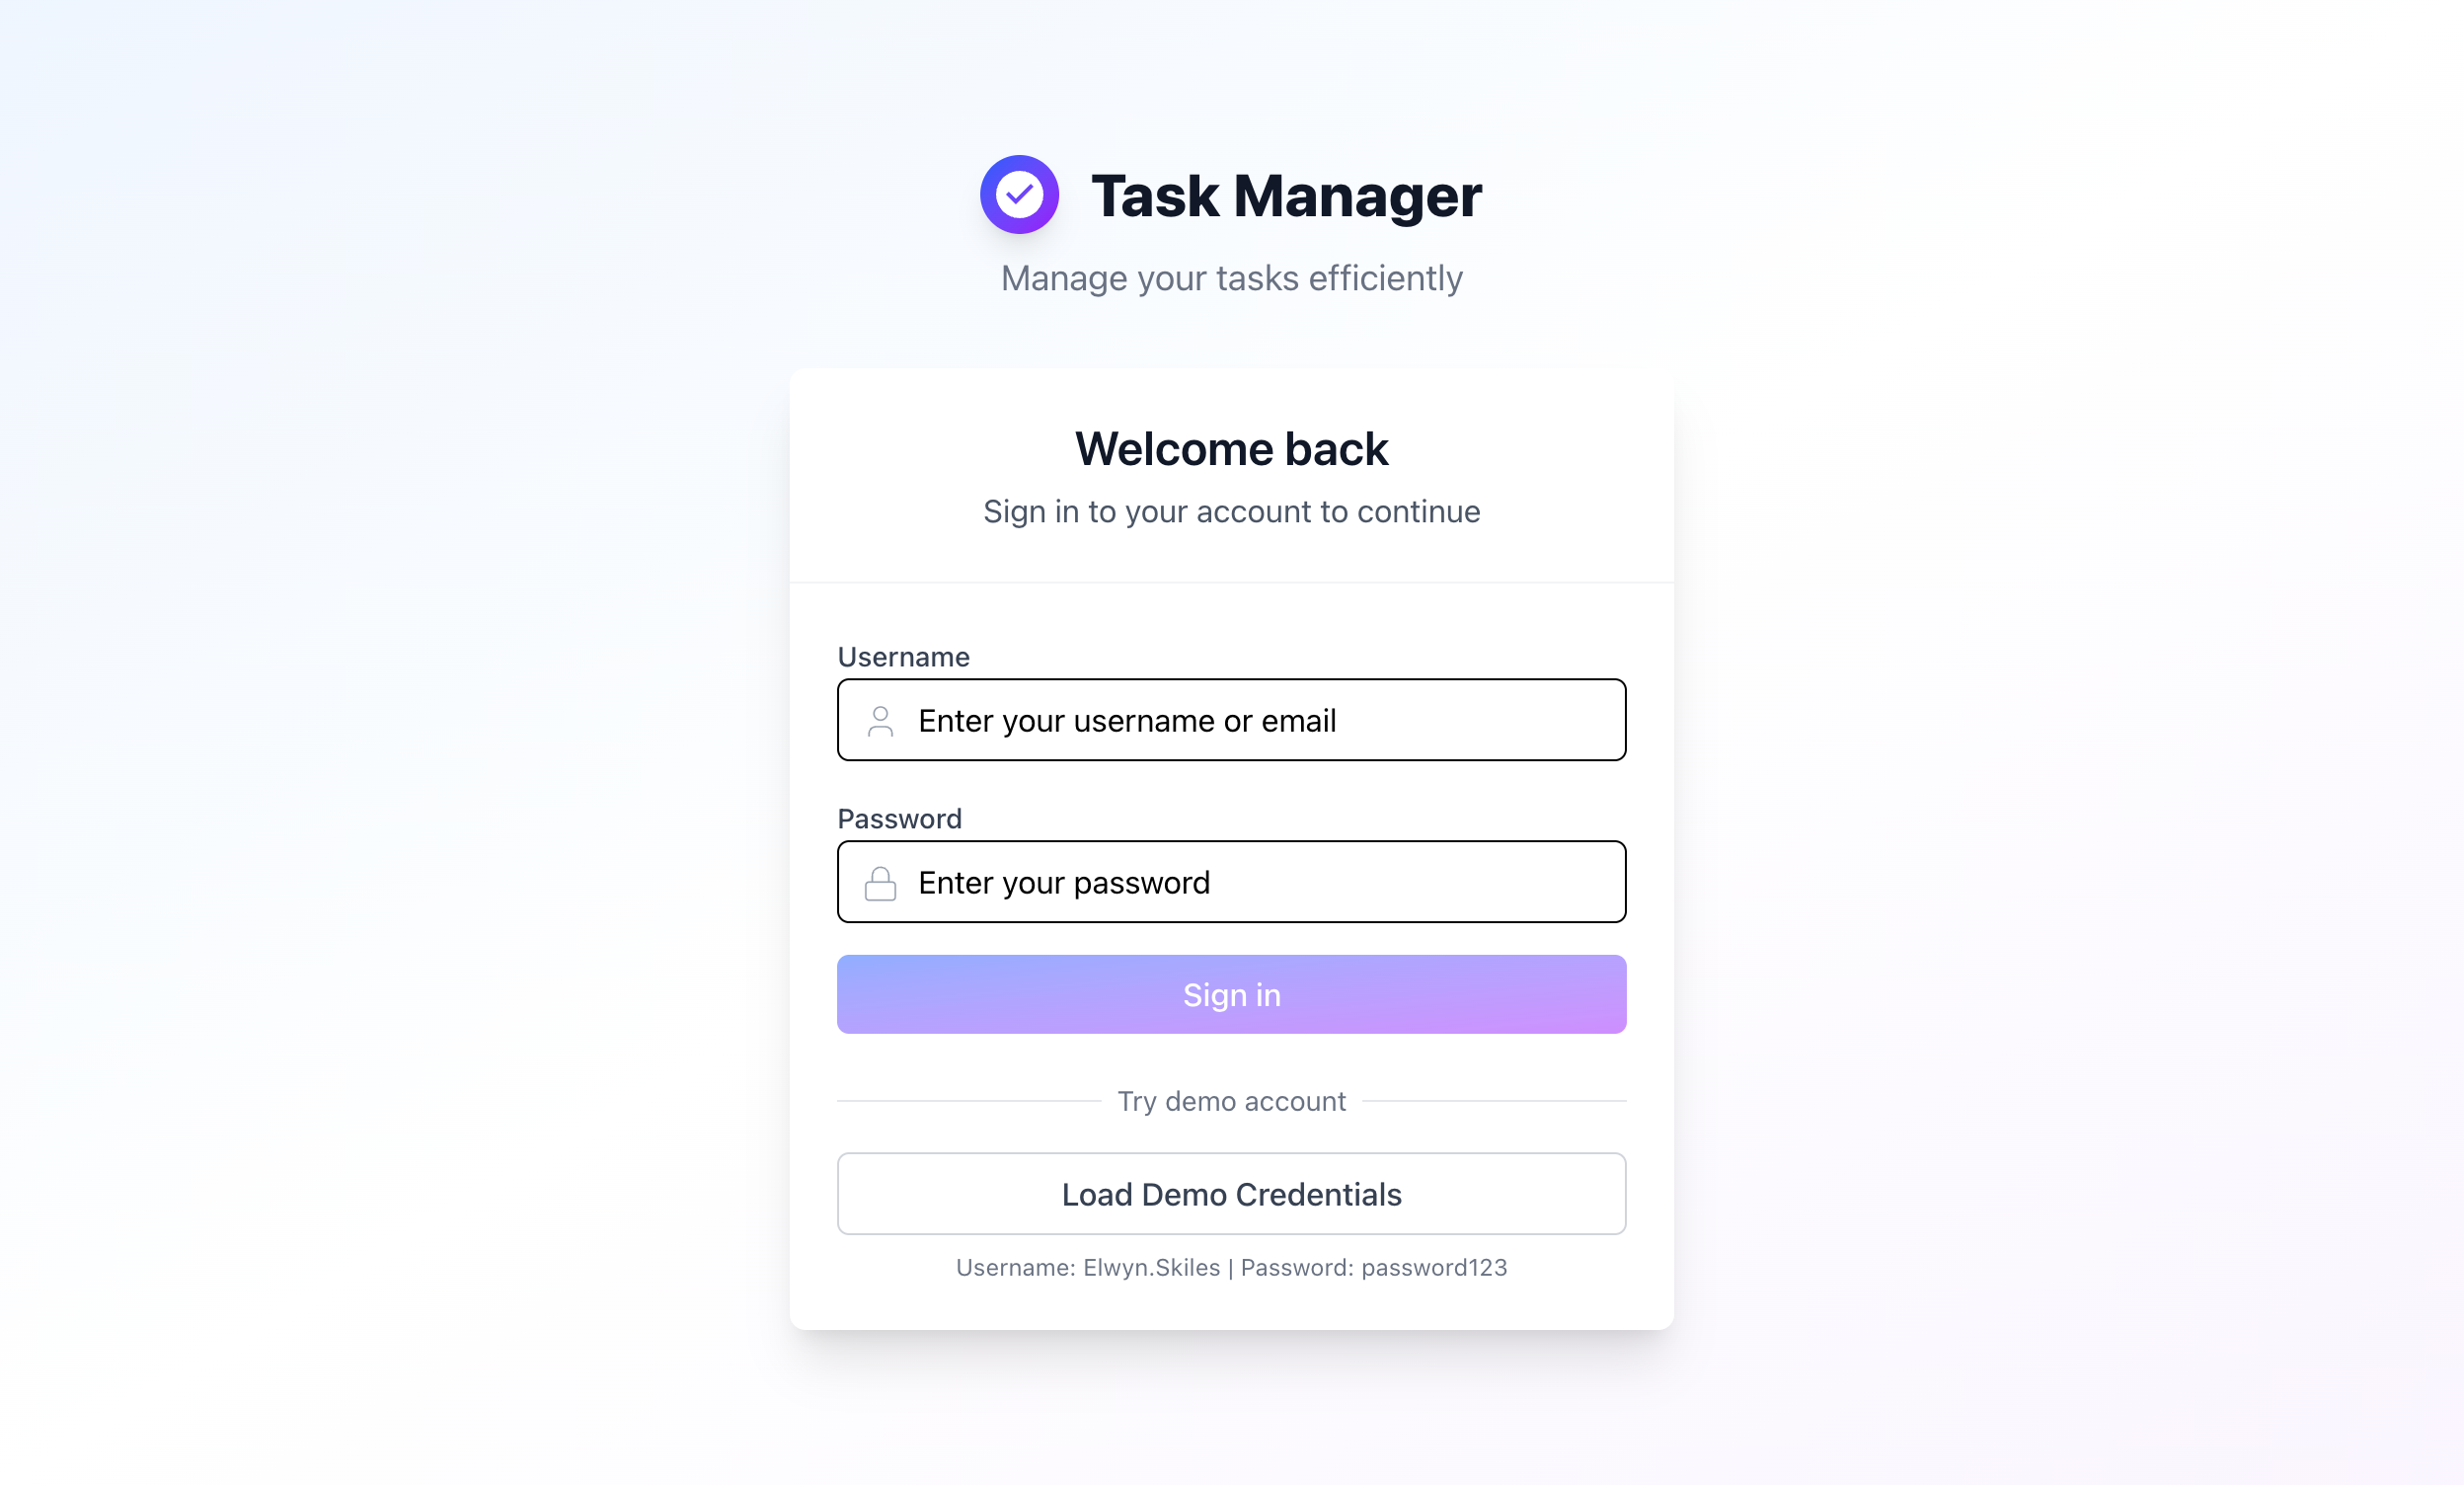 Task Manager
Manage your tasks efficiently
Welcome back
Sign in to your account to continue
Username
Enter your username or email
Password
Enter your password
Sign in
Try demo account
Load Demo Credentials
Username: Elwyn.Skiles | Password: password123